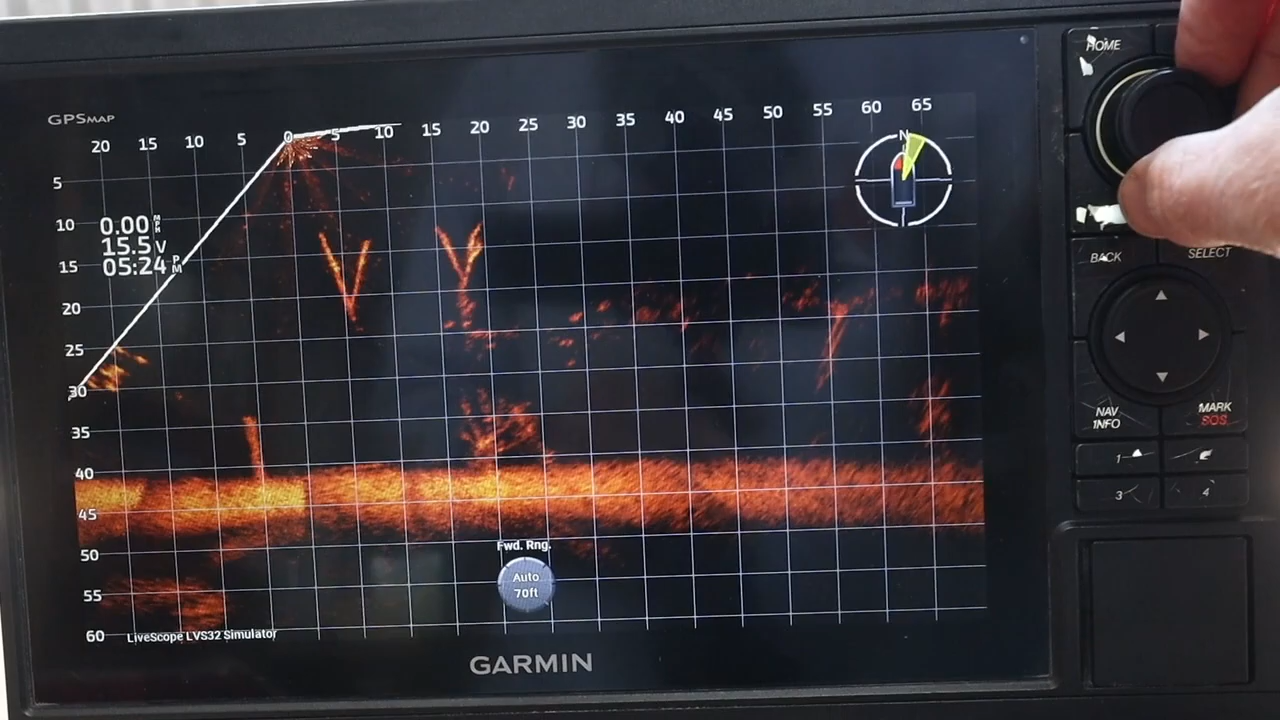 GPSMAP
HOME
20 15 10 5 0 5 10 15 20 25 30 35 40 45 50 55 60 65
N
5
10
15
20
25
30
35
40
45
50
55
60
0.00 MPH
15.5 V
05:24 PM
BACK SELECT
NAV INFO
MARK SOS
1
3 4
Fwd. Rng.
Auto
70ft
LiveScope LVS32 Simulator
GARMIN